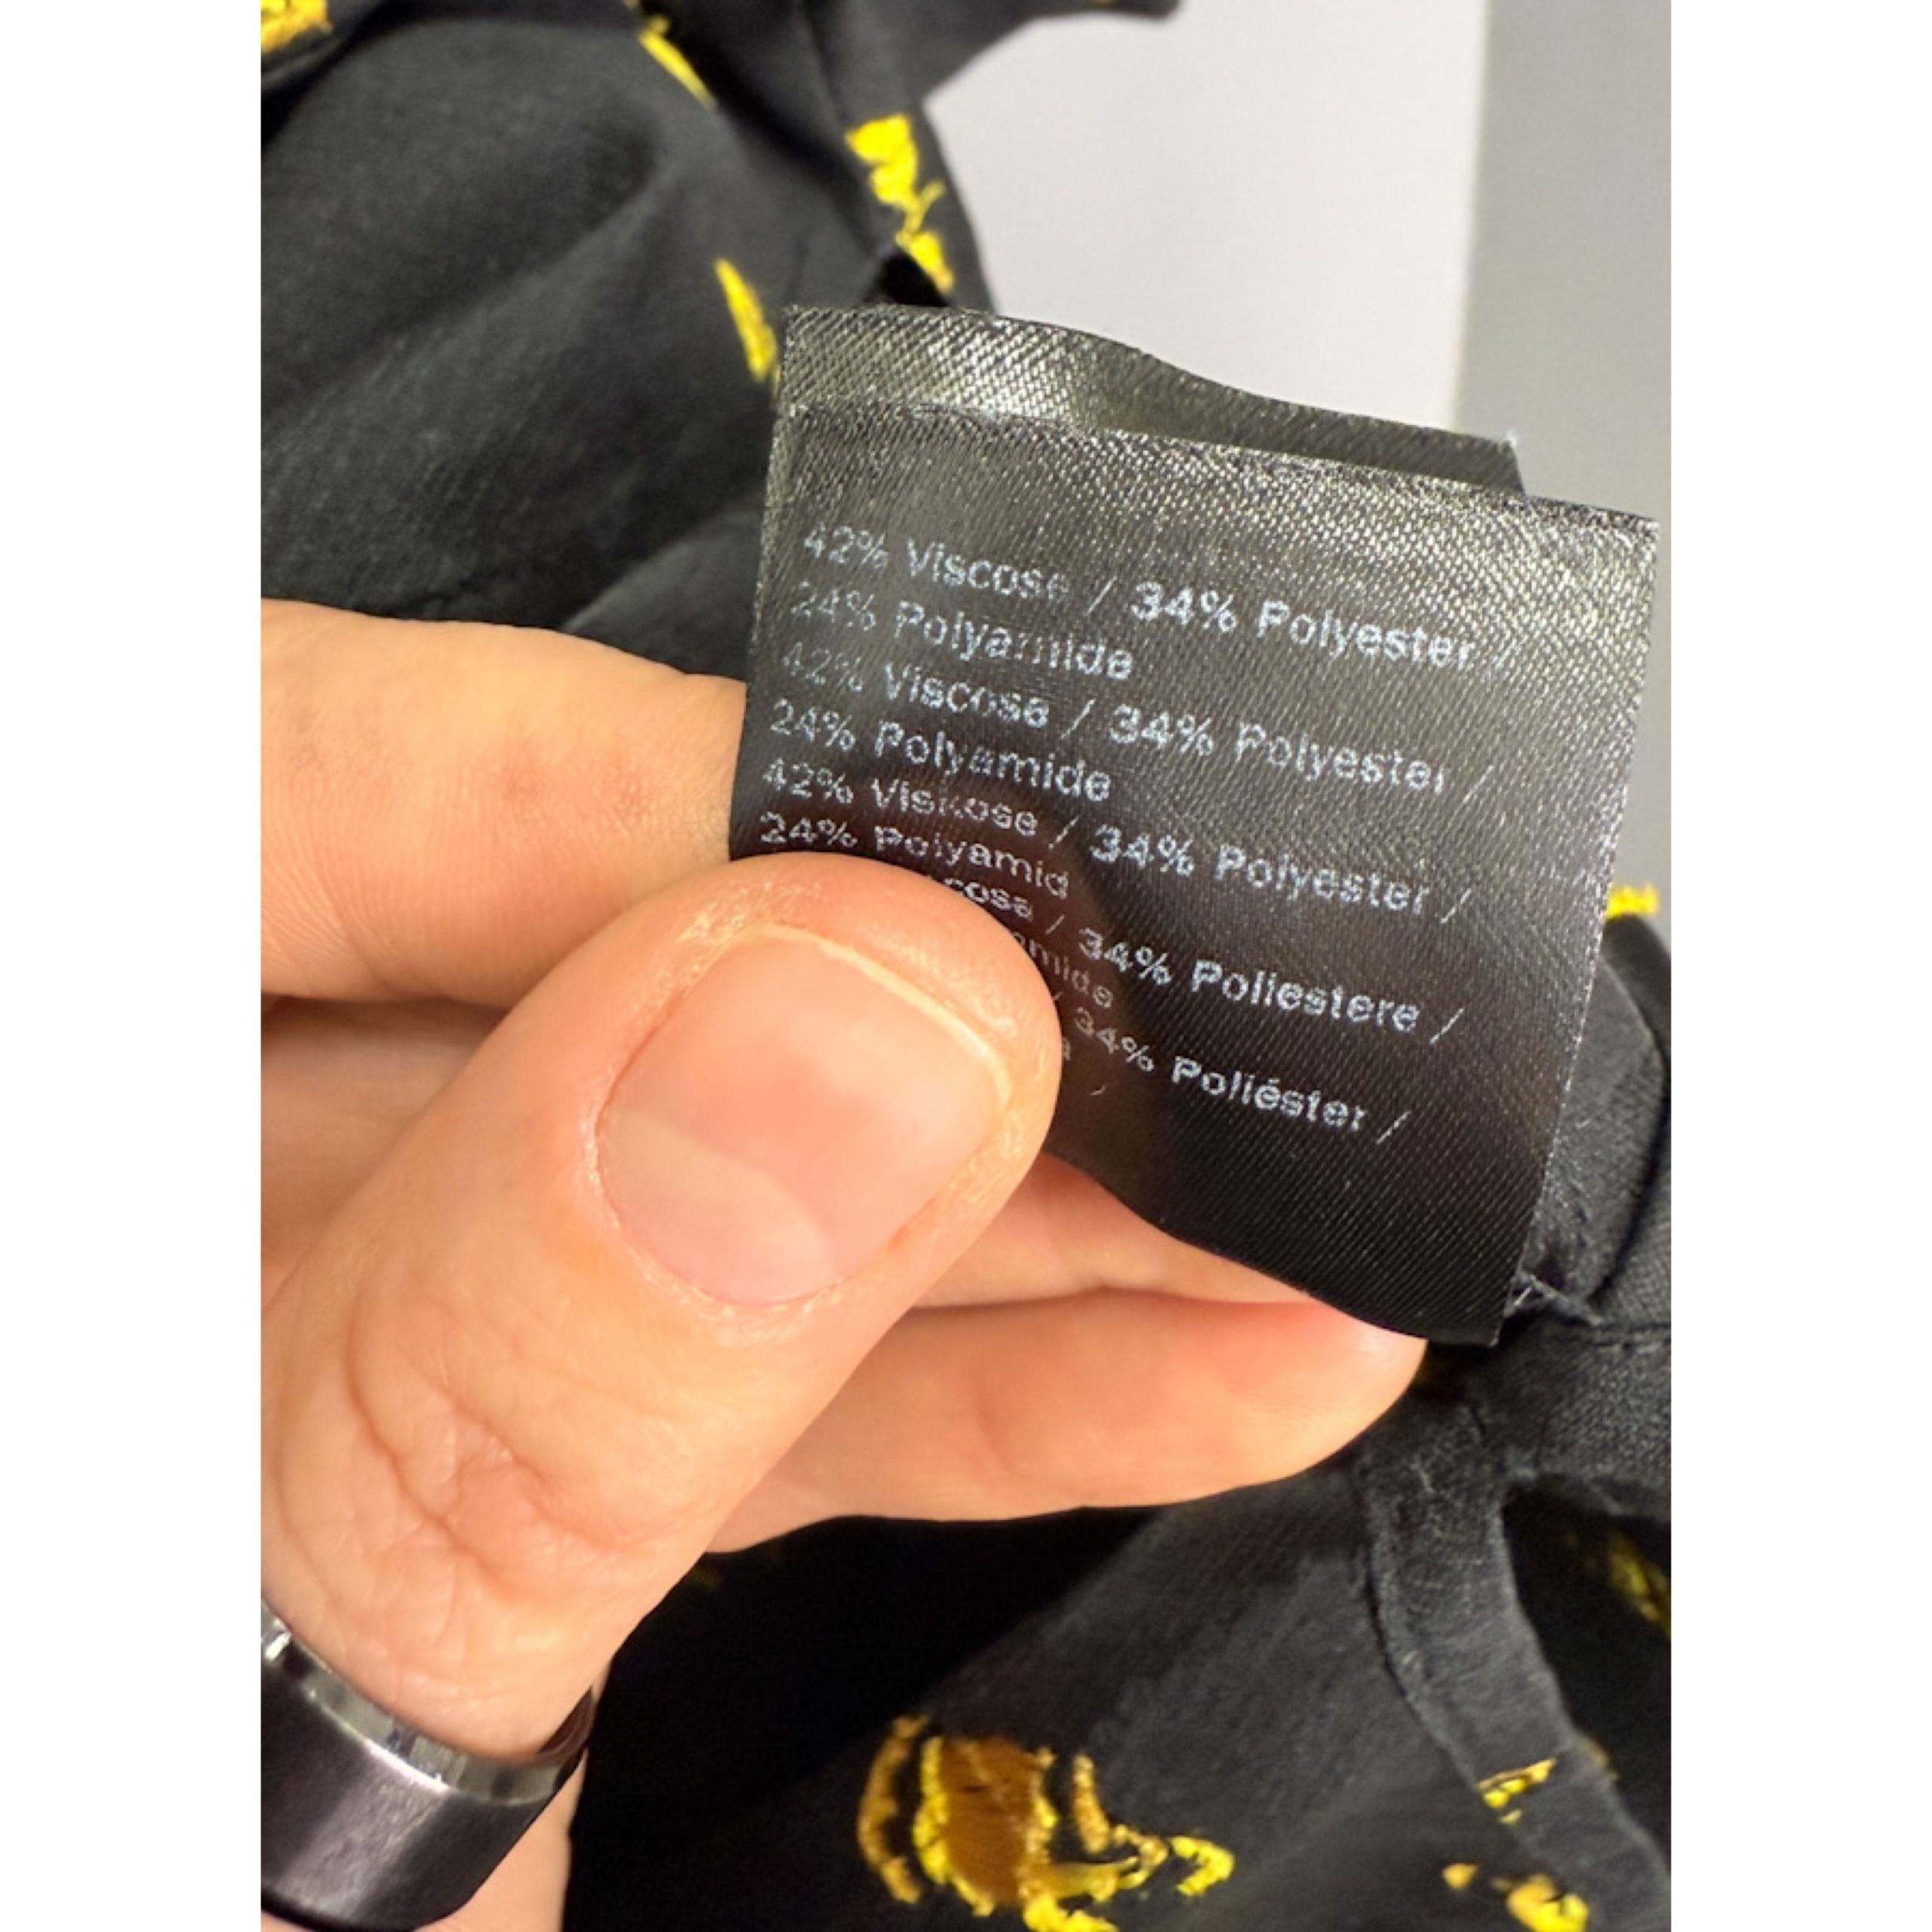 42% Viscose / 34% Polyester /
24% Polyamide
42% Viscose / 34% Polyester /
24% Polyamide
42% Viskose / 34% Polyester /
24% Polyamid
/ 34% Poliestere /
/ 34% Poliéster /